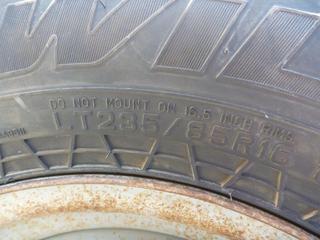 WIL
DO NOT MOUNT ON 16.5 INCH RIMS
LT235/85R16